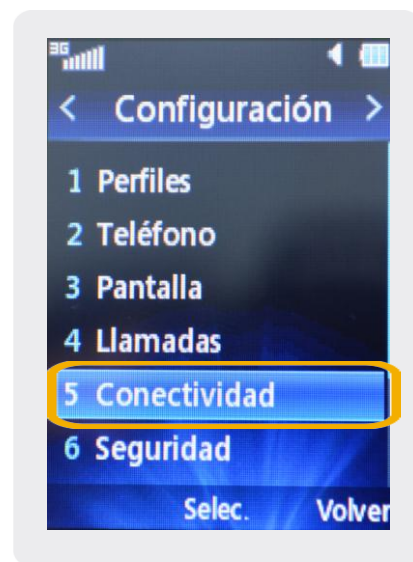 3G
< Configuración >
1 Perfiles
2 Teléfono
3 Pantalla
4 Llamadas
5 Conectividad
6 Seguridad
Selec. Volver